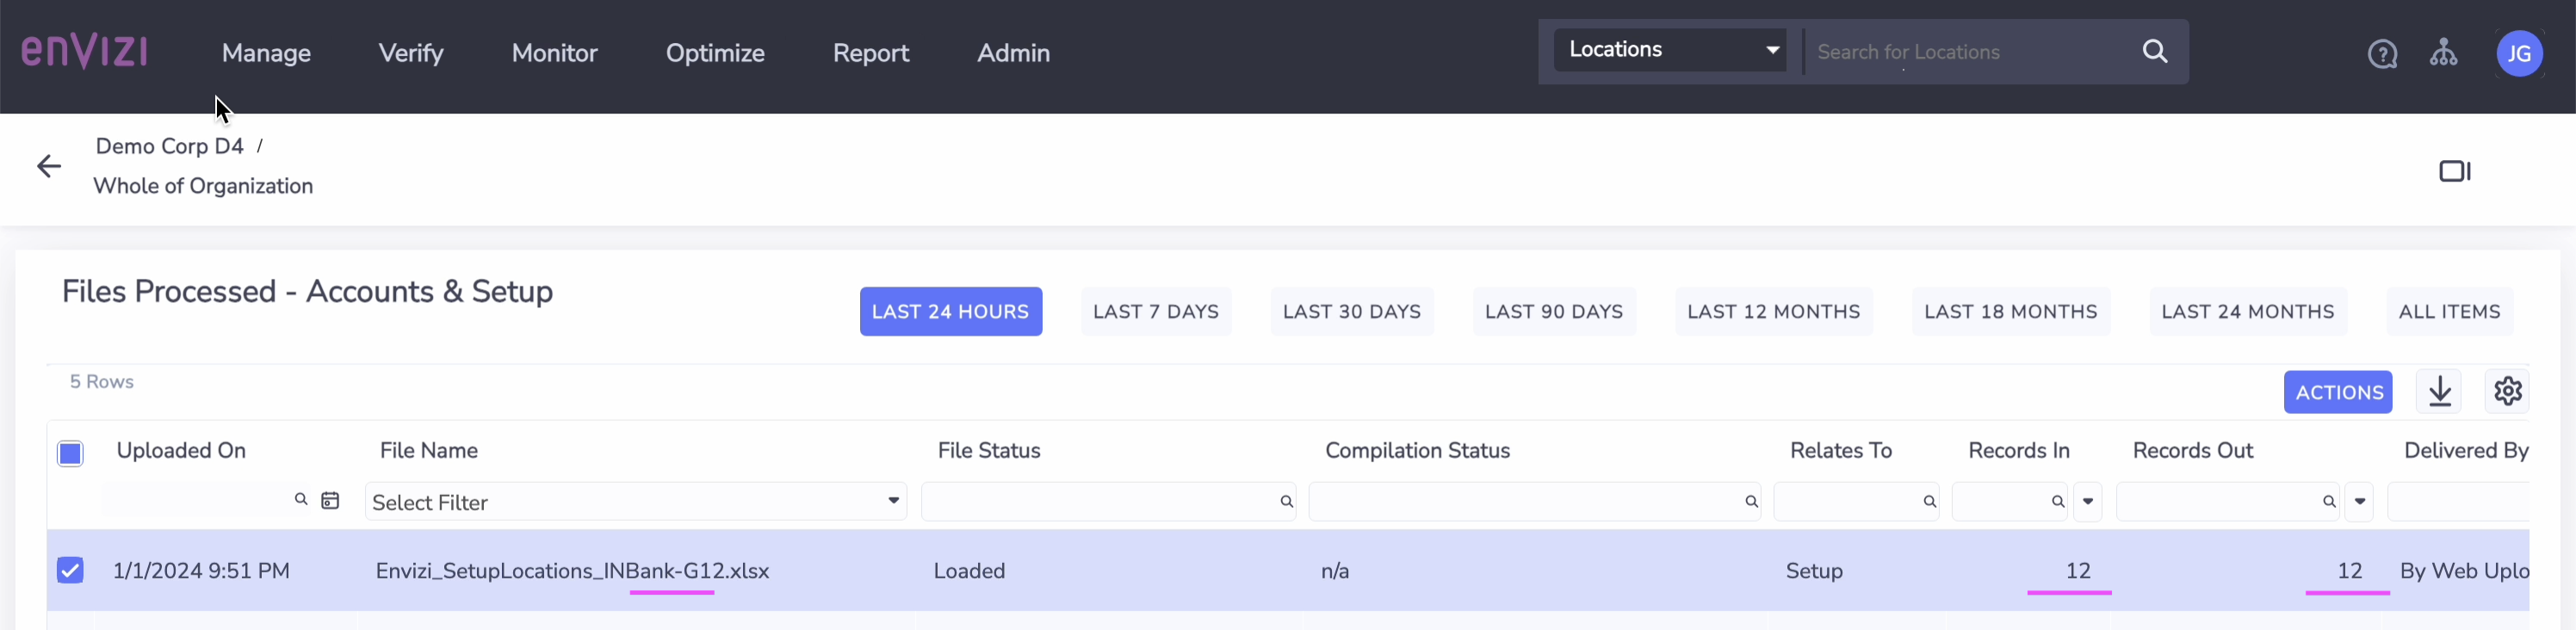 enVIZI Manage Verify Monitor Optimize Report Admin Locations Search for Locations JG
Demo Corp D4 /
Whole of Organization
Files Processed - Accounts & Setup
LAST 24 HOURS LAST 7 DAYS LAST 30 DAYS LAST 90 DAYS LAST 12 MONTHS LAST 18 MONTHS LAST 24 MONTHS ALL ITEMS
5 Rows
ACTIONS
Uploaded On File Name File Status Compilation Status Relates To Records In Records Out Delivered By
Select Filter
1/1/2024 9:51 PM Envizi_SetupLocations_INBank-G12.xlsx Loaded n/a Setup 12 12 By Web Uplo